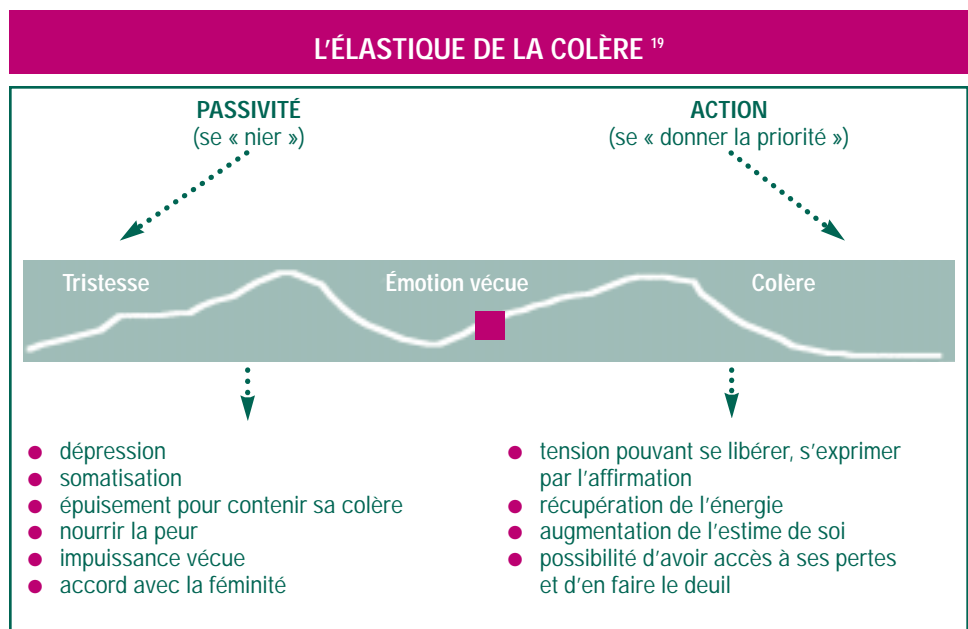 L'ÉLASTIQUE DE LA COLÈRE 19
PASSIVITÉ
(se « nier »)
ACTION
(se « donner la priorité »)
Tristesse
Émotion vécue
Colère
● dépression
● somatisation
● épuisement pour contenir sa colère
● nourrir la peur
● impuissance vécue
● accord avec la féminité
● tension pouvant se libérer, s'exprimer
par l'affirmation
● récupération de l'énergie
● augmentation de l'estime de soi
● possibilité d'avoir accès à ses pertes
et d'en faire le deuil